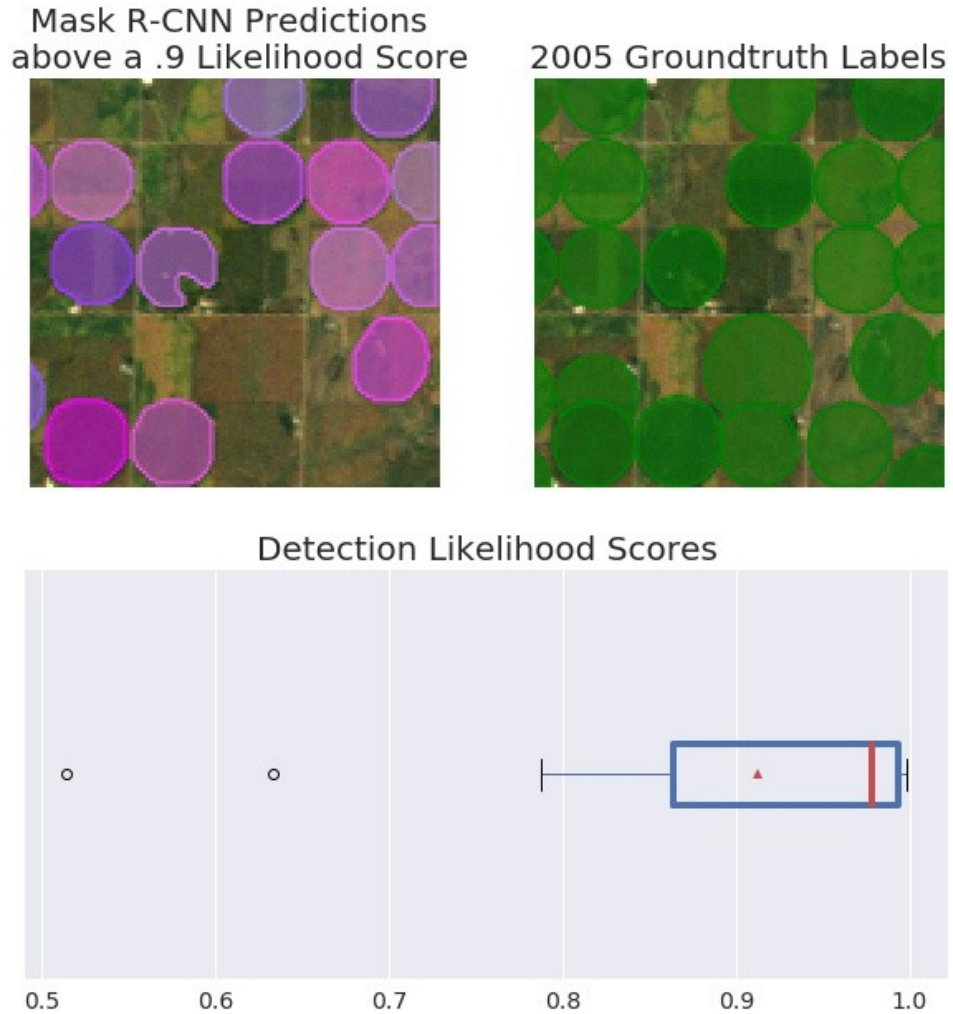 Mask R-CNN Predictions
above a .9 Likelihood Score
2005 Groundtruth Labels
Detection Likelihood Scores
0.5 0.6 0.7 0.8 0.9 1.0